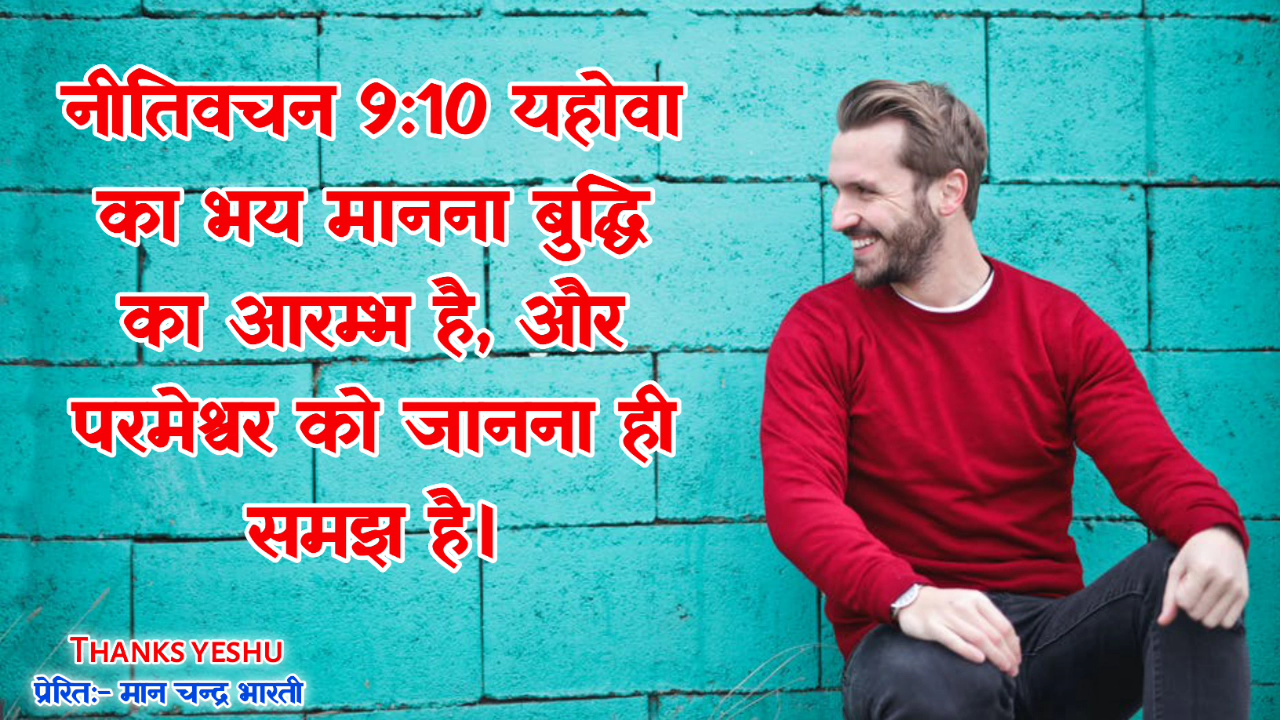 नीतिवचन 9:10 यहोवा
का भय मानना बुद्धि
का आरम्भ है, और
परमेश्वर को जानना ही
समझ है।
THANKS YESHU
प्रेरितः- मान चन्द्र भारती